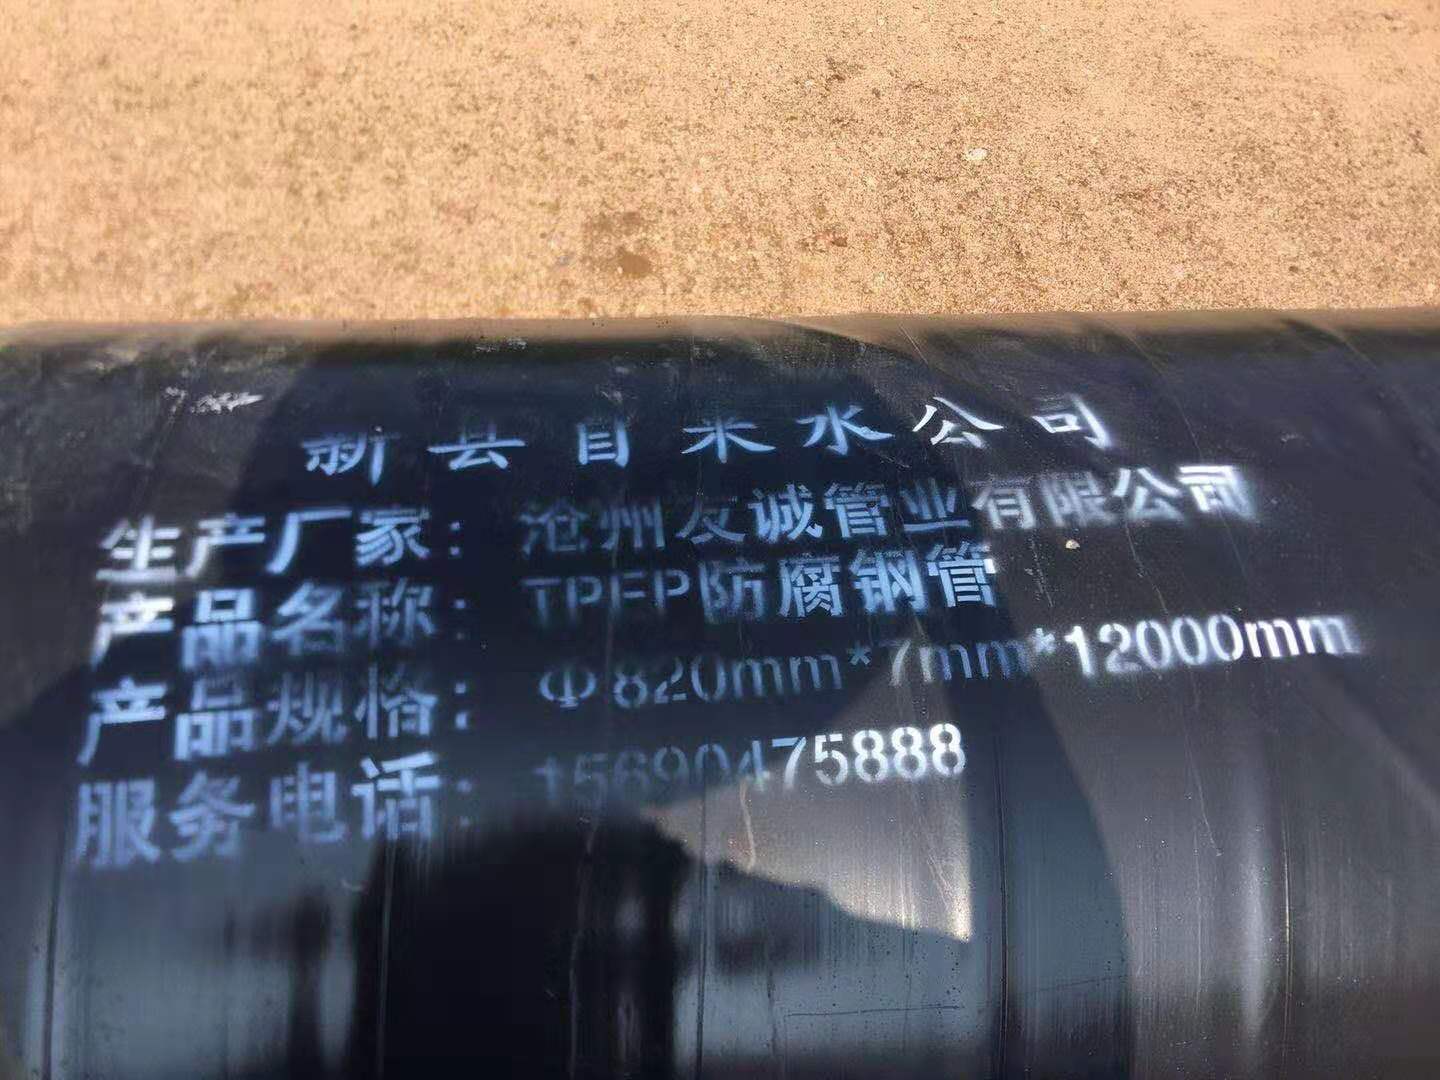 新县自来水公司
生产厂家：沧州友诚管业有限公司
产品名称：TPEP防腐钢管
产品规格：Φ820mm*7mm*12000mm
服务电话：15690475888